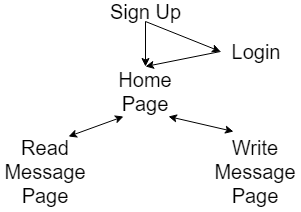 Sign Up
Login
Home
Page
Read
Message
Page
Write
Message
Page